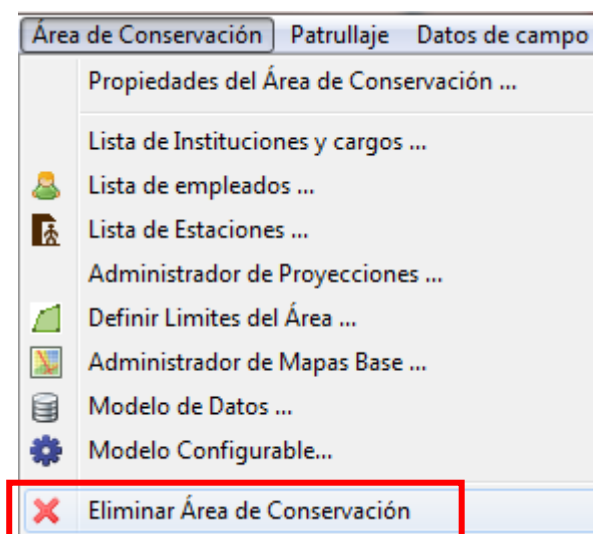 Área de Conservación Patrullaje Datos de campo
Propiedades del Área de Conservación ...
Lista de Instituciones y cargos ...
Lista de empleados ...
Lista de Estaciones ...
Administrador de Proyecciones ...
Definir Limites del Área ...
Administrador de Mapas Base ...
Modelo de Datos ...
Modelo Configurable...
Eliminar Área de Conservación